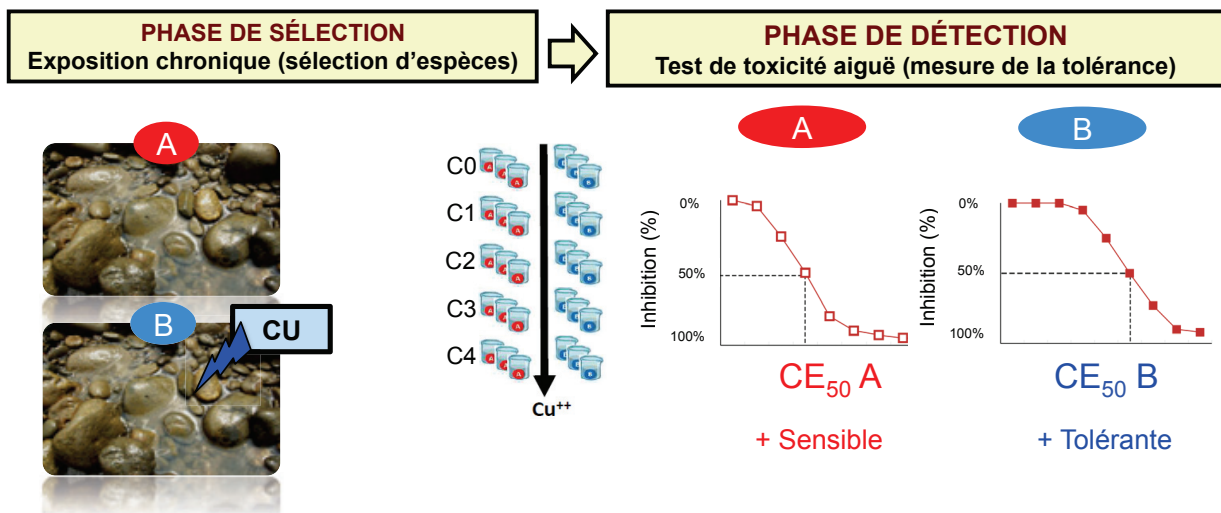 PHASE DE SÉLECTION
Exposition chronique (sélection d'espèces)
PHASE DE DÉTECTION
Test de toxicité aiguë (mesure de la tolérance)
A
B
CU
C0
C1
C2
C3
C4
Cu++
A
Inhibition (%)
0%
50%
100%
CE50 A
+ Sensible
B
Inhibition (%)
0%
50%
100%
CE50 B
+ Tolérante